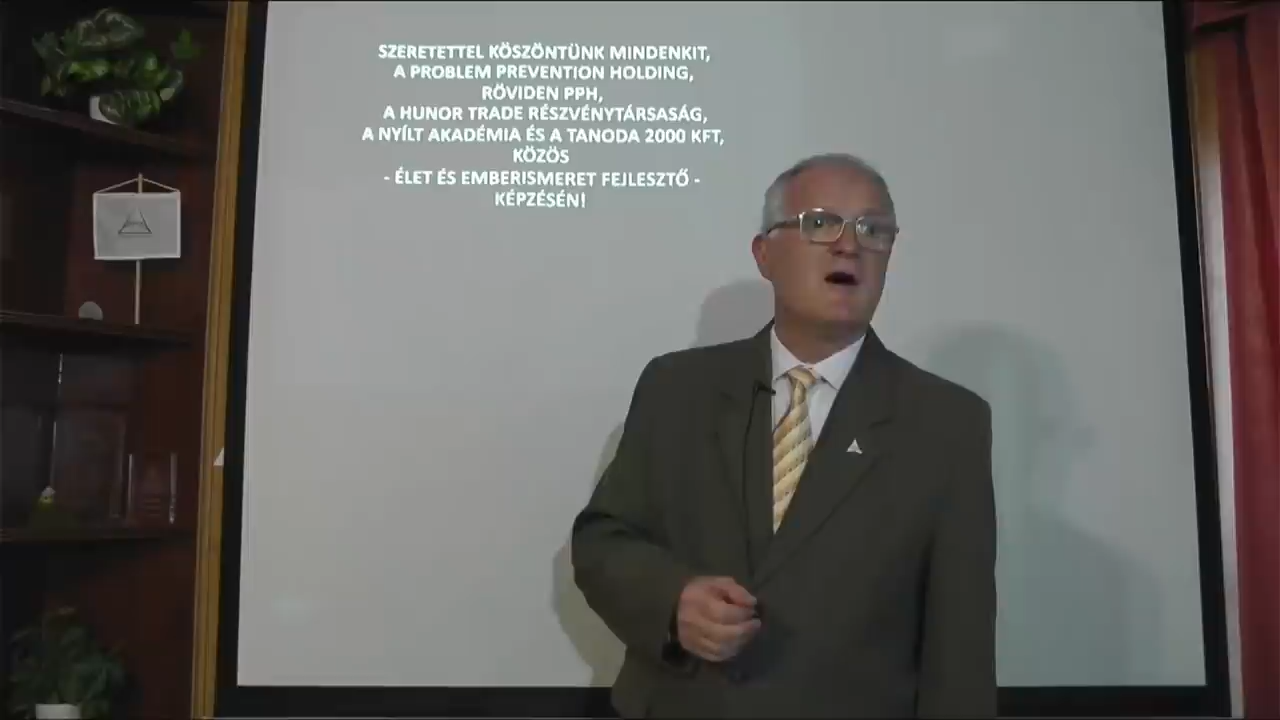 SZERETETTEL KÖSZÖNTÜNK MINDENKIT,
A PROBLEM PREVENTION HOLDING,
RÖVIDEN PPH,
A HUNOR TRADE RÉSZVÉNYTÁRSASÁG,
A NYÍLT AKADÉMIA ÉS A TANODA 2000 KFT,
KÖZÖS
- ÉLET ÉS EMBERISMERET FEJLESZTŐ -
KÉPZÉSÉN!